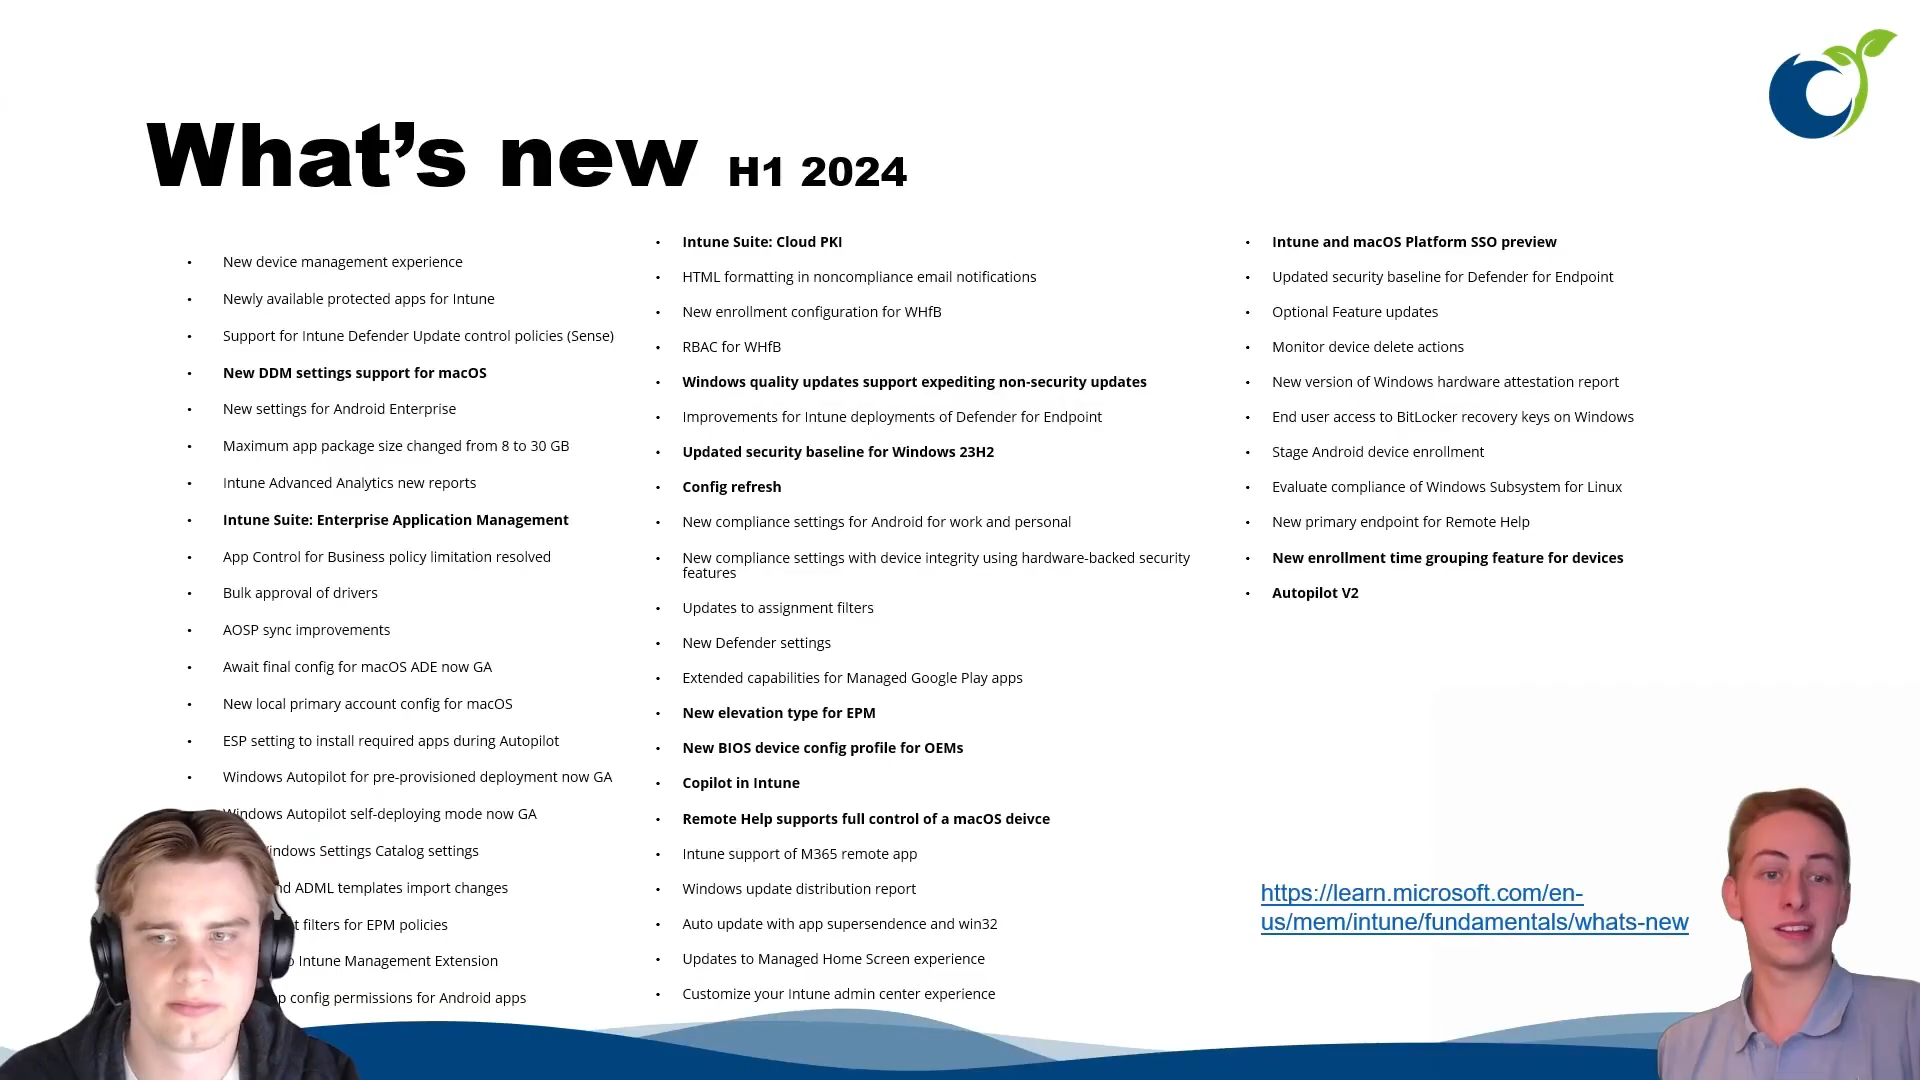 What's new H1 2024
New device management experience
Newly available protected apps for Intune
Support for Intune Defender Update control policies (Sense)
New DDM settings support for macOS
New settings for Android Enterprise
Maximum app package size changed from 8 to 30 GB
Intune Advanced Analytics new reports
Intune Suite: Enterprise Application Management
App Control for Business policy limitation resolved
Bulk approval of drivers
AOSP sync improvements
Await final config for macOS ADE now GA
New local primary account config for macOS
ESP setting to install required apps during Autopilot
Windows Autopilot for pre-provisioned deployment now GA
Windows Autopilot self-deploying mode now GA
Windows Settings Catalog settings
ADML templates import changes
filters for EPM policies
Intune Management Extension
config permissions for Android apps
Intune Suite: Cloud PKI
HTML formatting in noncompliance email notifications
New enrollment configuration for WHfB
RBAC for WHfB
Windows quality updates support expediting non-security updates
Improvements for Intune deployments of Defender for Endpoint
Updated security baseline for Windows 23H2
Config refresh
New compliance settings for Android for work and personal
New compliance settings with device integrity using hardware-backed security
features
Updates to assignment filters
New Defender settings
Extended capabilities for Managed Google Play apps
New elevation type for EPM
New BIOS device config profile for OEMs
Copilot in Intune
Remote Help supports full control of a macOS deivce
Intune support of M365 remote app
Windows update distribution report
Auto update with app supersendence and win32
Updates to Managed Home Screen experience
Customize your Intune admin center experience
Intune and macOS Platform SSO preview
Updated security baseline for Defender for Endpoint
Optional Feature updates
Monitor device delete actions
New version of Windows hardware attestation report
End user access to BitLocker recovery keys on Windows
Stage Android device enrollment
Evaluate compliance of Windows Subsystem for Linux
New primary endpoint for Remote Help
New enrollment time grouping feature for devices
Autopilot V2
https://learn.microsoft.com/en-
us/mem/intune/fundamentals/whats-new